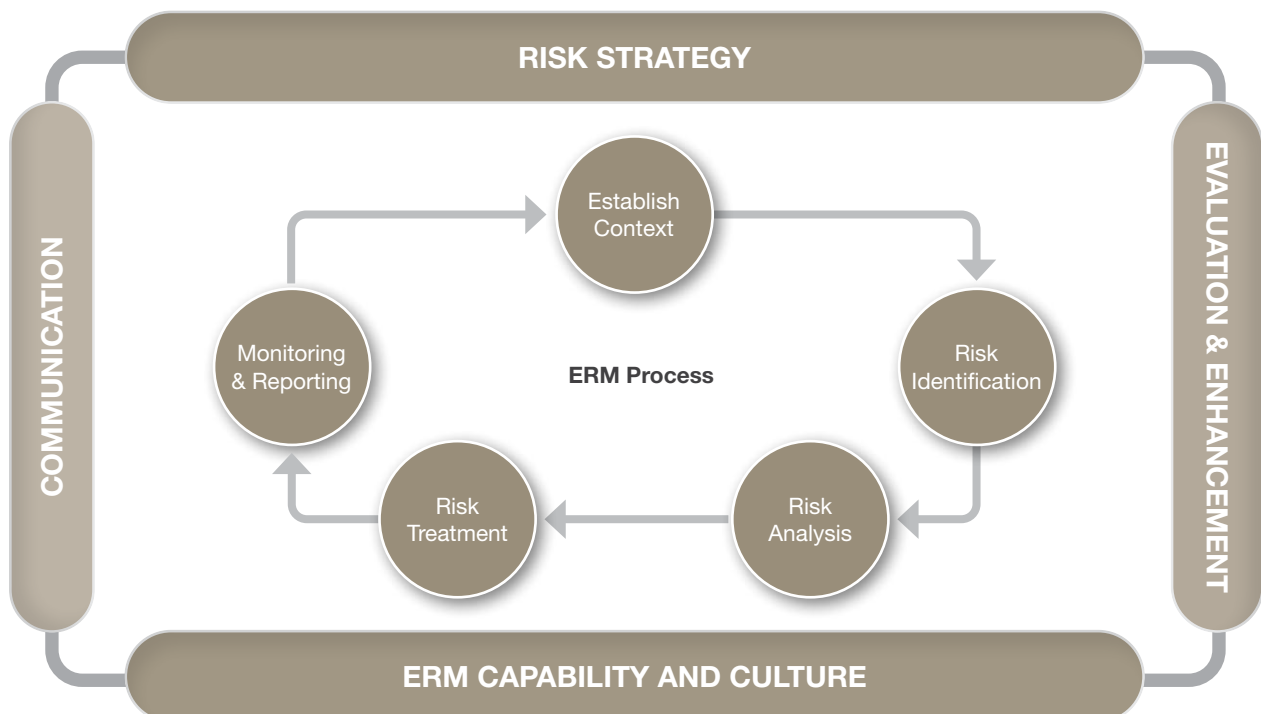 RISK STRATEGY
COMMUNICATION
EVALUATION & ENHANCEMENT
Establish
Context
Monitoring
& Reporting
ERM Process
Risk
Identification
Risk
Treatment
Risk
Analysis
ERM CAPABILITY AND CULTURE